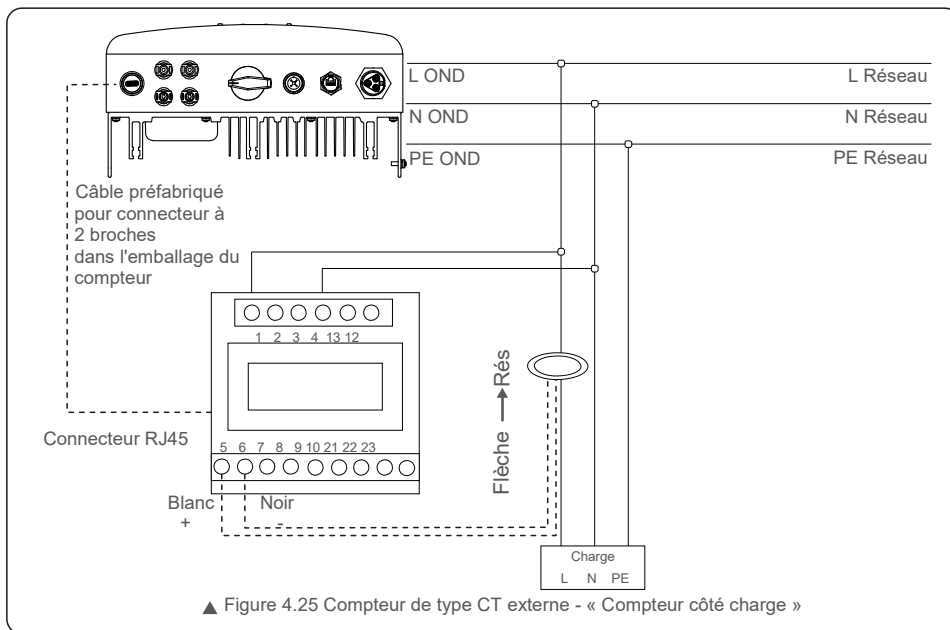 L OND
L Réseau
N OND
N Réseau
PE OND
PE Réseau
Câble préfabriqué
pour connecteur à
2 broches
dans l'emballage du
compteur
1 2 3 4 13 12
Flèche → Rés
Connecteur RJ45
5 6 7 8 9 10 21 22 23
Blanc
+
Noir
-
Charge
L N PE
▲ Figure 4.25 Compteur de type CT externe - « Compteur côté charge »